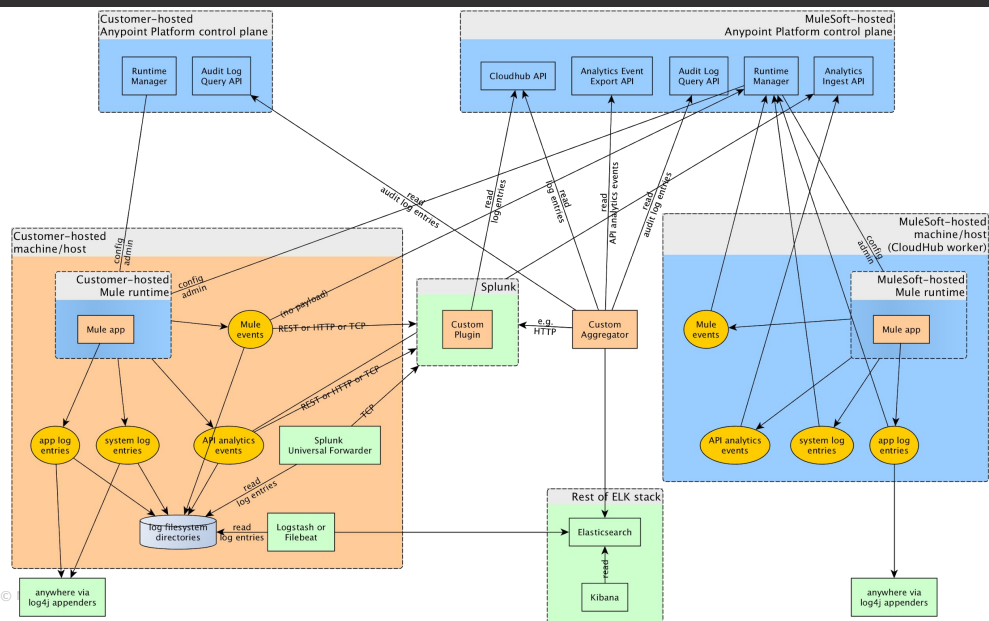 Customer-hosted
Anypoint Platform control plane
Runtime
Manager
Audit Log
Query API
MuleSoft-hosted
Anypoint Platform control plane
Cloudhub API
Analytics Event
Export API
Audit Log
Query API
Runtime
Manager
Analytics
Ingest API
read
audit log entries
read
log entries
read
log entries
read
API analytics events
read
audit log entries
Customer-hosted
machine/host
config
admin
Customer-hosted
Mule runtime
Mule app
config
admin
Mule
events
(no payload)
REST or HTTP or TCP
Splunk
Custom
Plugin
e.g.
HTTP
Custom
Aggregator
MuleSoft-hosted
machine/host
(CloudHub worker)
config
admin
MuleSoft-hosted
Mule runtime
Mule app
Mule
events
REST or HTTP or TCP
TCP
app log
entries
system log
entries
API analytics
events
Splunk
Universal Forwarder
API analytics
events
system log
entries
app log
entries
read
log entries
log filesystem
directories
read
log entries
Logstash or
Filebeat
Rest of ELK stack
Elasticsearch
read
Kibana
anywhere via
log4j appenders
anywhere via
log4j appenders
©